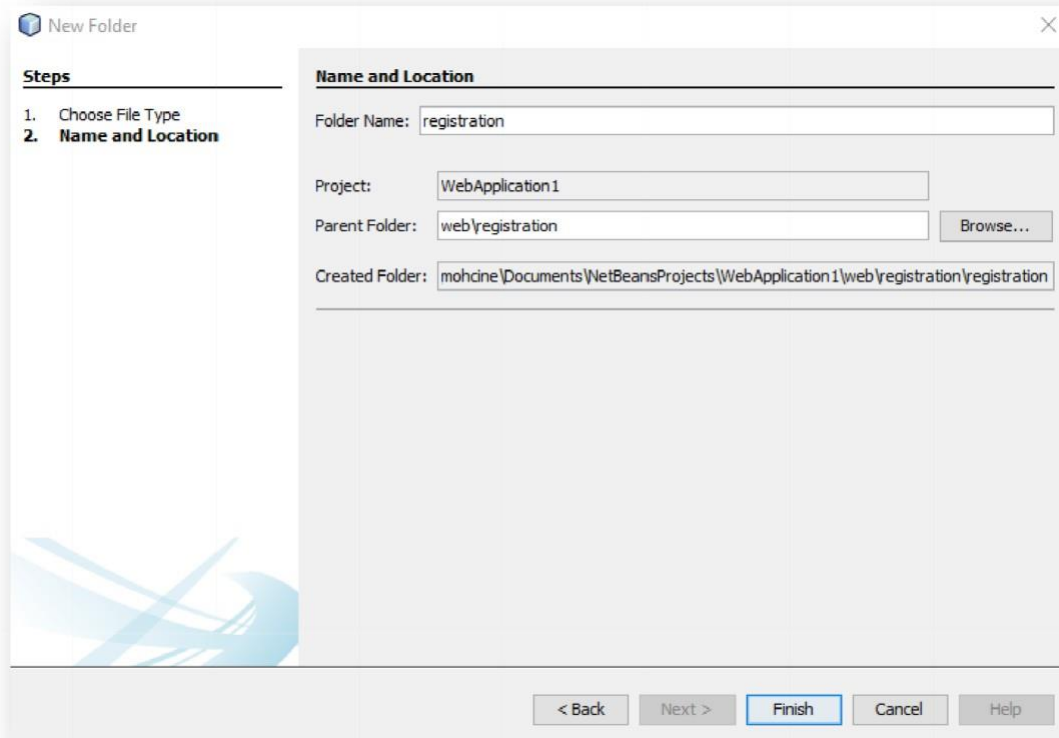 New Folder
Steps
1. Choose File Type
2. Name and Location
Name and Location
Folder Name: registration
Project: WebApplication1
Parent Folder: web\registration Browse...
Created Folder: mohcine\Documents\NetBeansProjects\WebApplication1\web\registration\registration
< Back Next > Finish Cancel Help